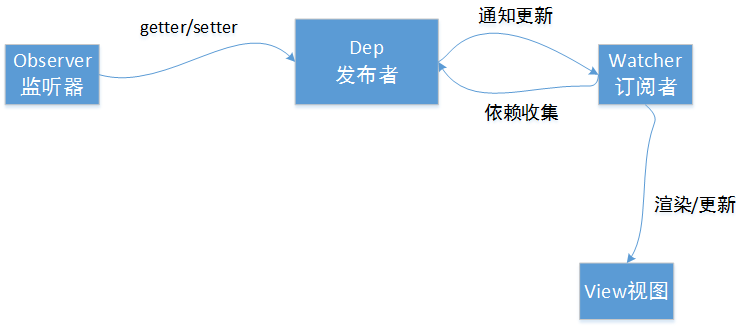 getter/setter
Observer
监听器
Dep
发布者
通知更新
依赖收集
Watcher
订阅者
渲染/更新
View视图